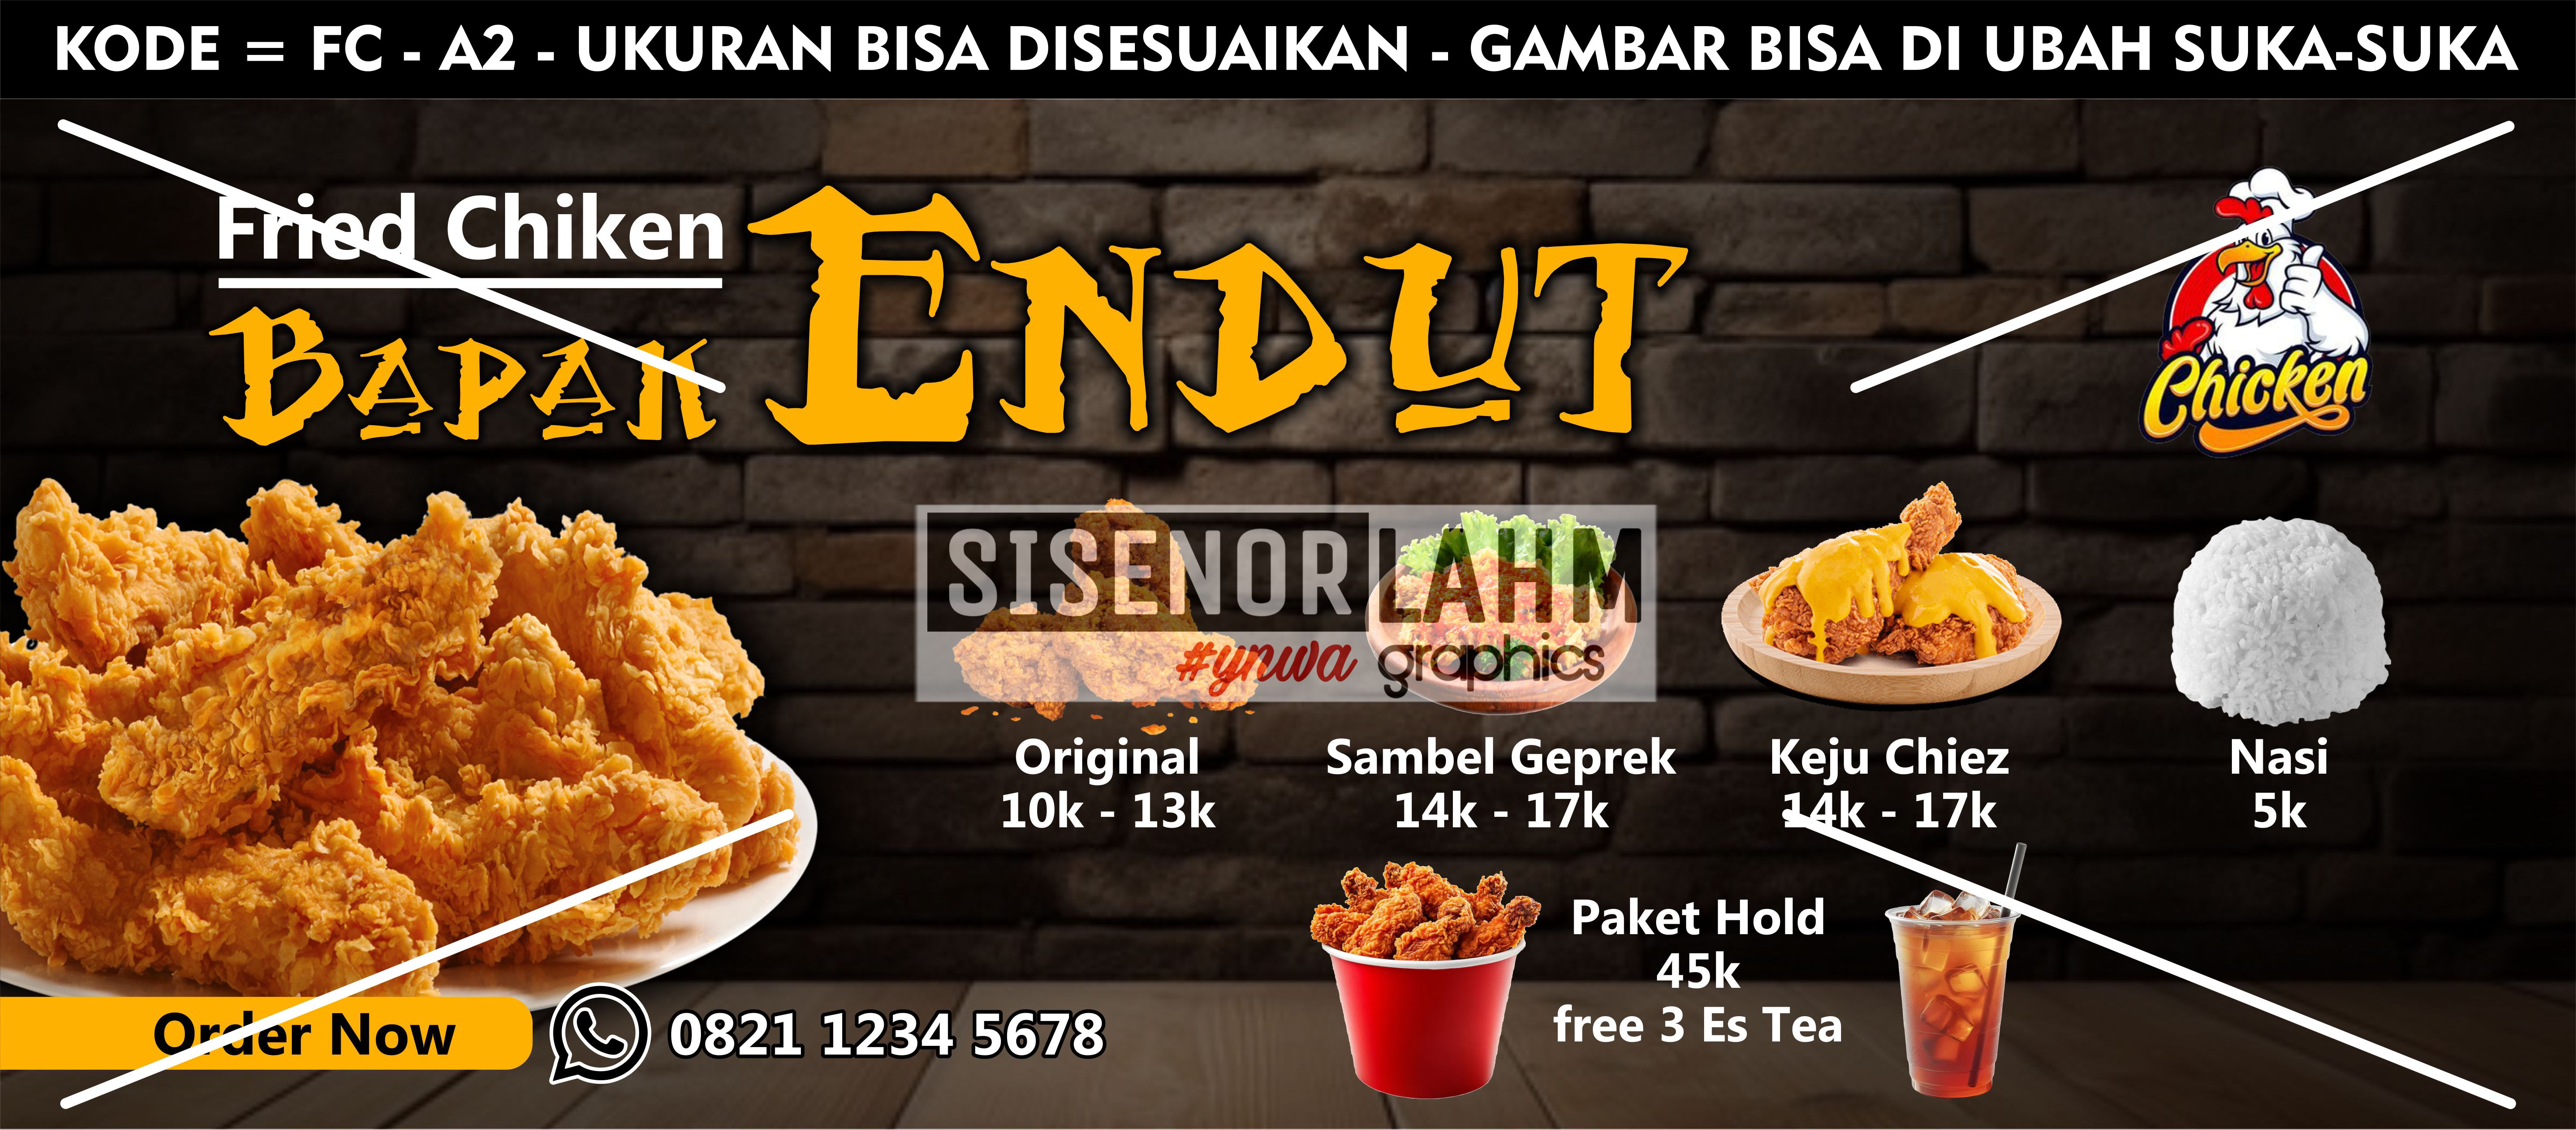 KODE = FC - A2 - UKURAN BISA DISESUAIKAN - GAMBAR BISA DI UBAH SUKA-SUKA
Fried Chiken
BAPAK ENDUT
Chicken
SISENORLAHM
#ynwa graphics
Original
10k - 13k
Sambel Geprek
14k - 17k
Keju Chiez
14k - 17k
Nasi
5k
Paket Hold
45k
free 3 Es Tea
Order Now
0821 1234 5678